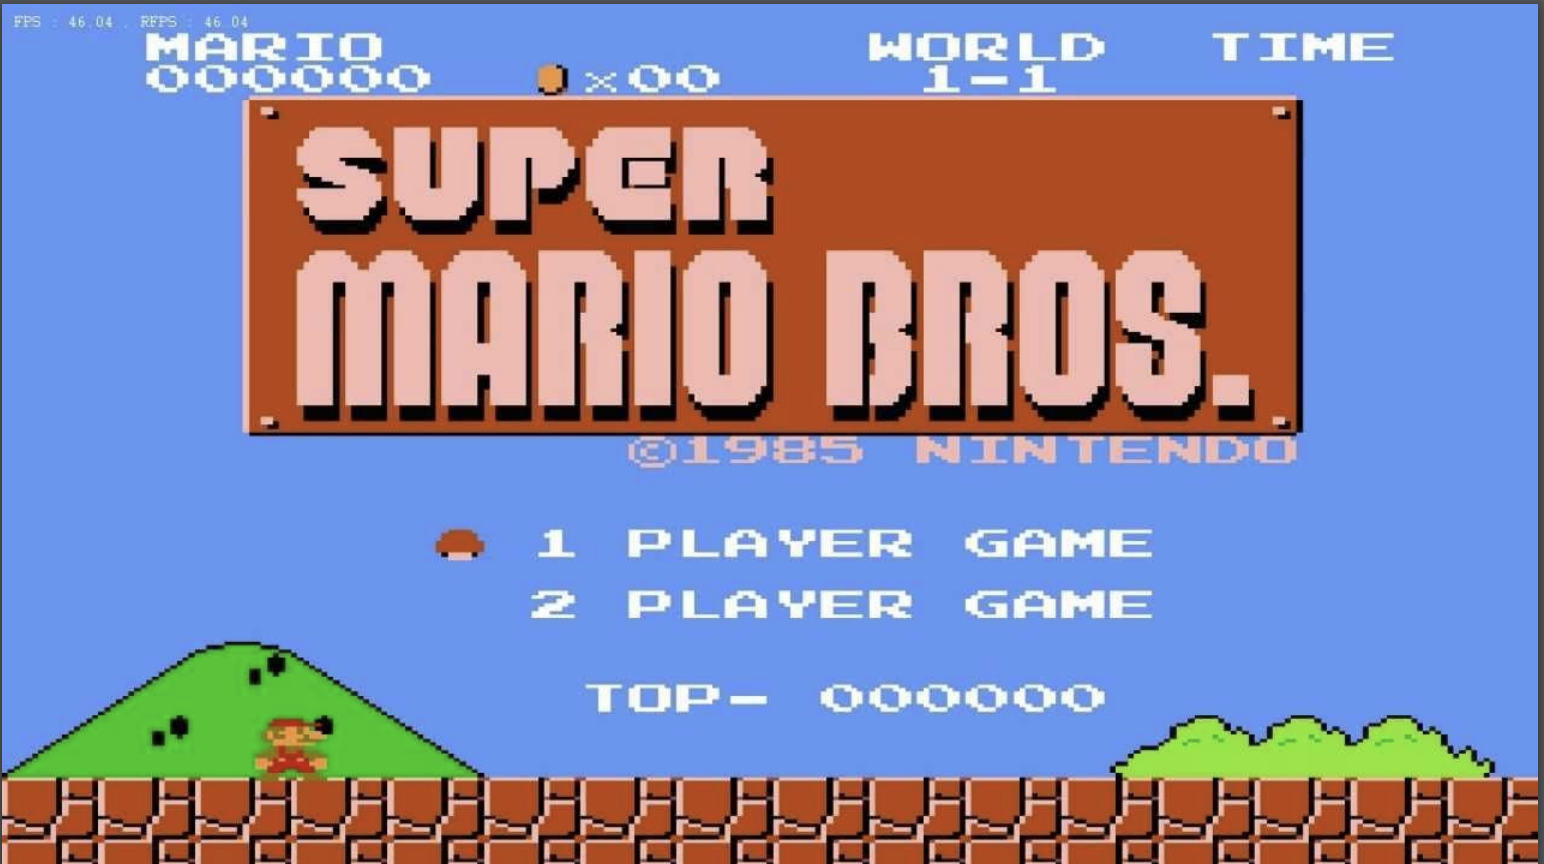 FPS : 46.04 . RFPS : 46.04
MARIO WORLD TIME
000000 ×00 1-1
SUPER
MARIO BROS.
©1985 NINTENDO
1 PLAYER GAME
2 PLAYER GAME
TOP- 000000